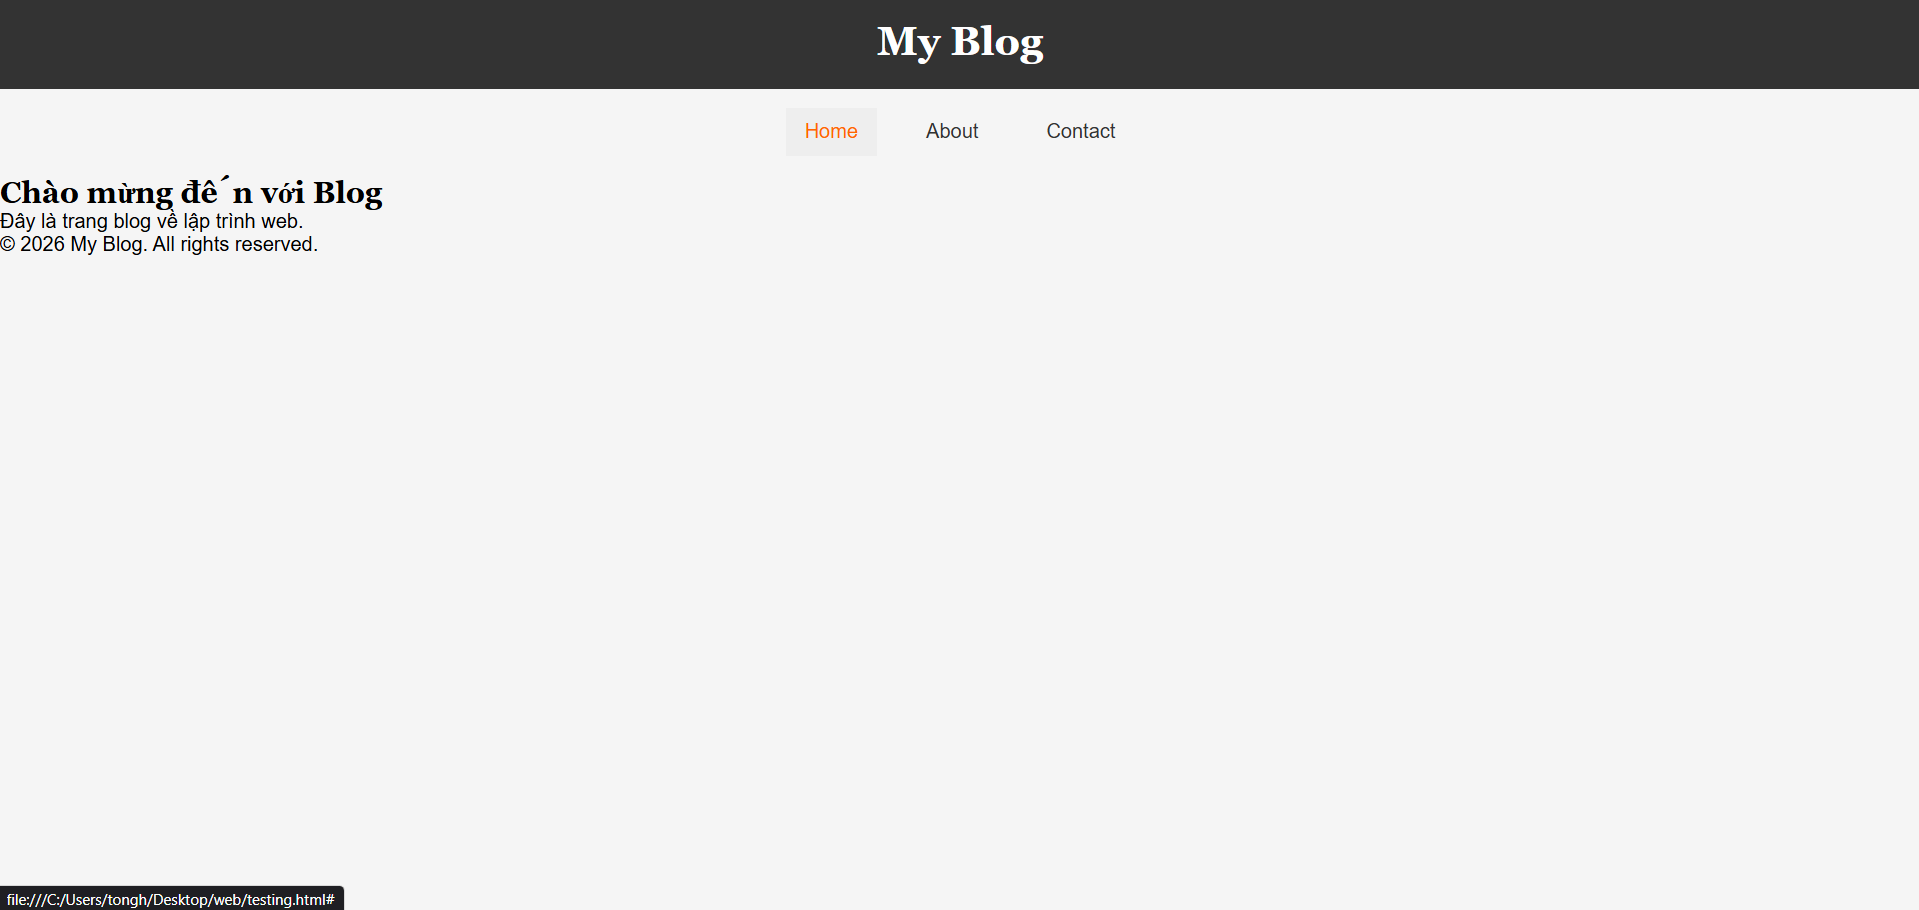 My Blog
Home About Contact
Chào mừng đến với Blog
Đây là trang blog về lập trình web.
© 2026 My Blog. All rights reserved.
file:///C:/Users/tongh/Desktop/web/testing.html#